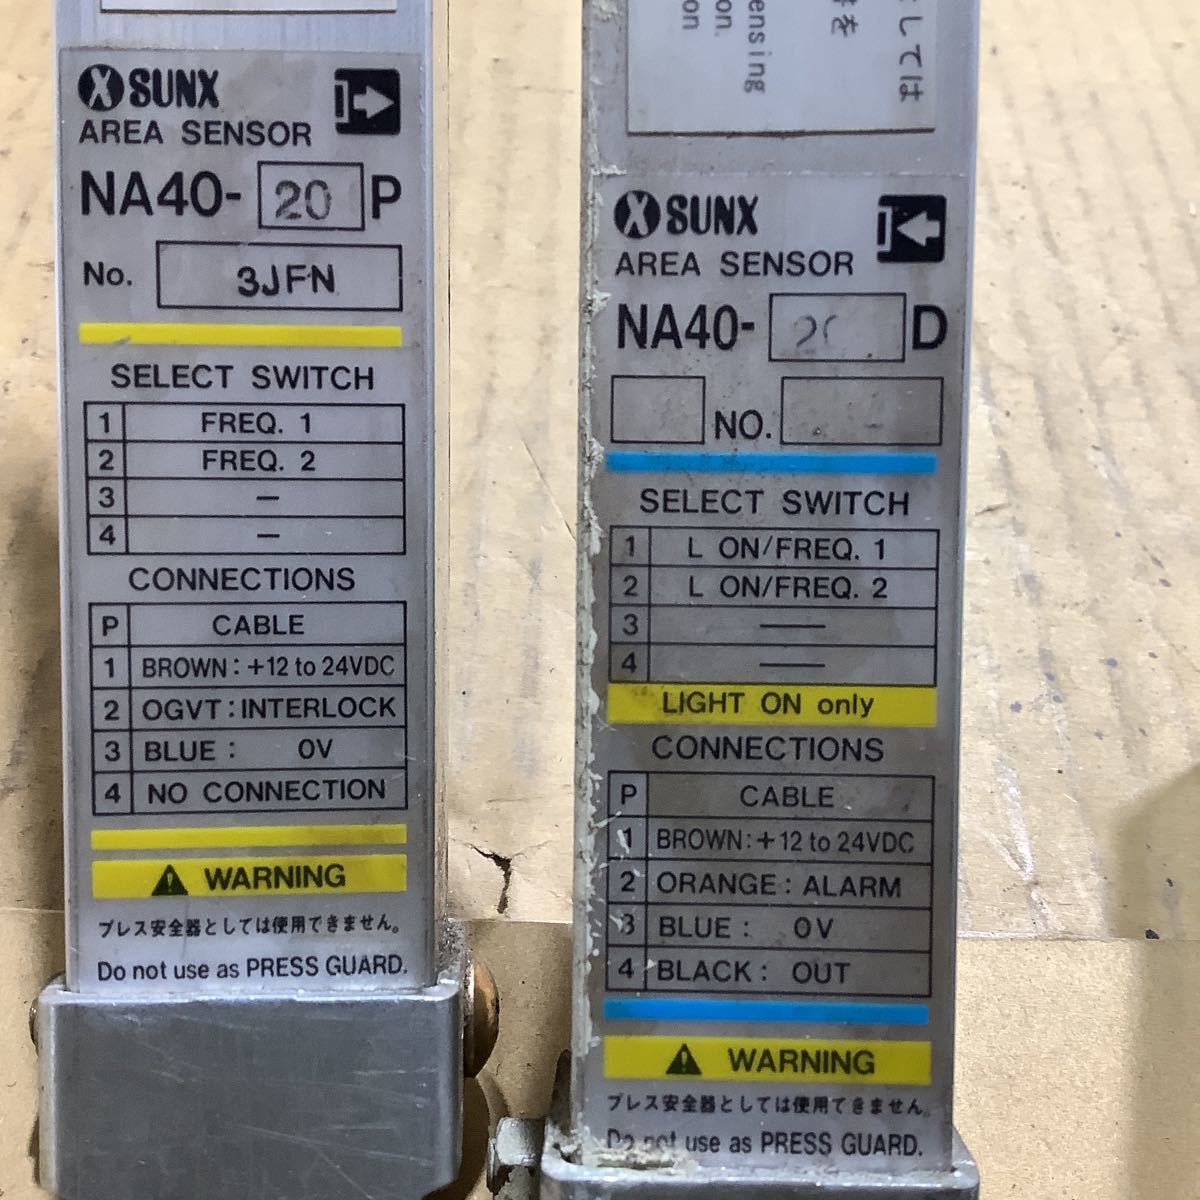 SUNX
AREA SENSOR
NA40-20P
No. 3JFN
SELECT SWITCH
1 FREQ. 1
2 FREQ. 2
3 —
4 —
CONNECTIONS
P CABLE
1 BROWN: +12 to 24VDC
2 OGVT: INTERLOCK
3 BLUE: 0V
4 NO CONNECTION
WARNING
プレス安全器としては使用できません。
Do not use as PRESS GUARD.
しては
を
ensing
on.
on
SUNX
AREA SENSOR
NA40-20D
NO.
SELECT SWITCH
1 L ON/FREQ. 1
2 L ON/FREQ. 2
3 —
4 —
LIGHT ON only
CONNECTIONS
P CABLE
1 BROWN: +12 to 24VDC
2 ORANGE: ALARM
3 BLUE: 0V
4 BLACK: OUT
WARNING
プレス安全器としては使用できません。
Do not use as PRESS GUARD.